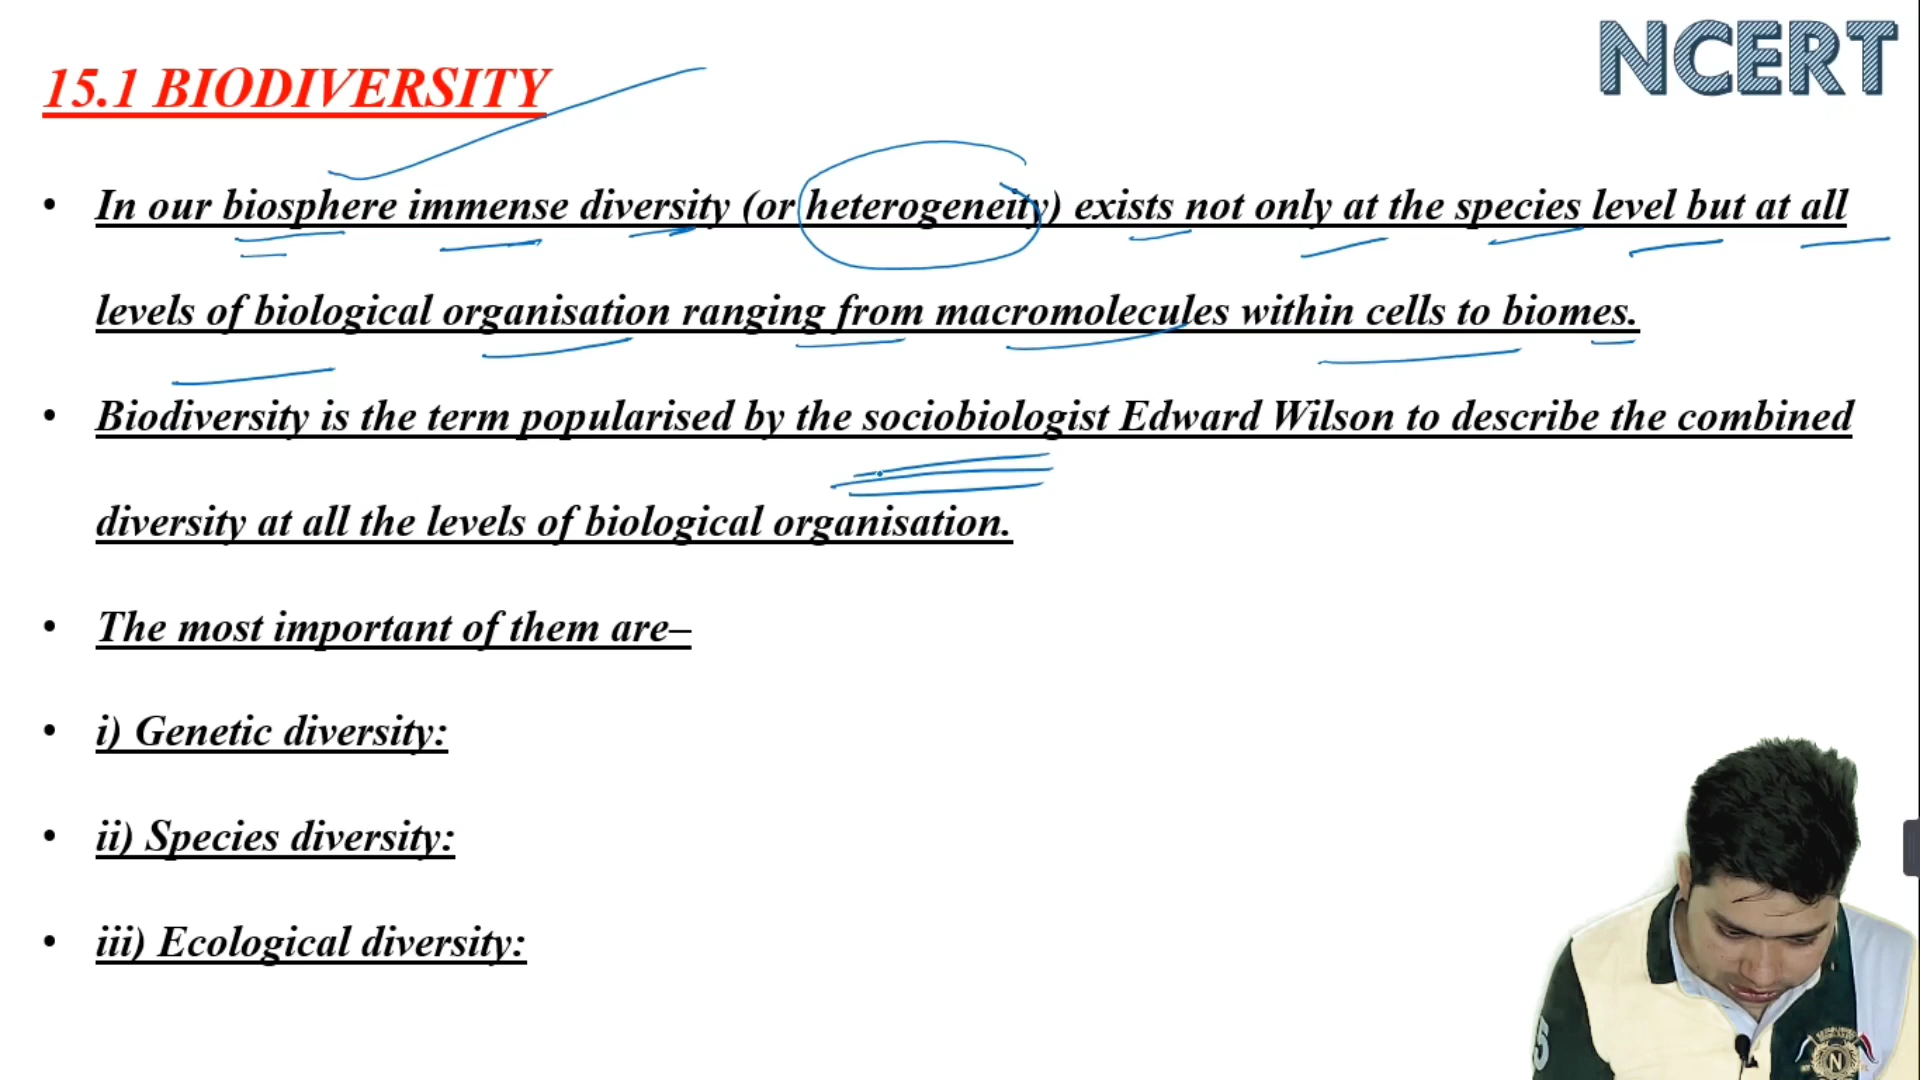 NCERT
15.1 BIODIVERSITY
• In our biosphere immense diversity (or heterogeneity) exists not only at the species level but at all
levels of biological organisation ranging from macromolecules within cells to biomes.
• Biodiversity is the term popularised by the sociobiologist Edward Wilson to describe the combined
diversity at all the levels of biological organisation.
• The most important of them are–
• i) Genetic diversity:
• ii) Species diversity:
• iii) Ecological diversity:
5
N